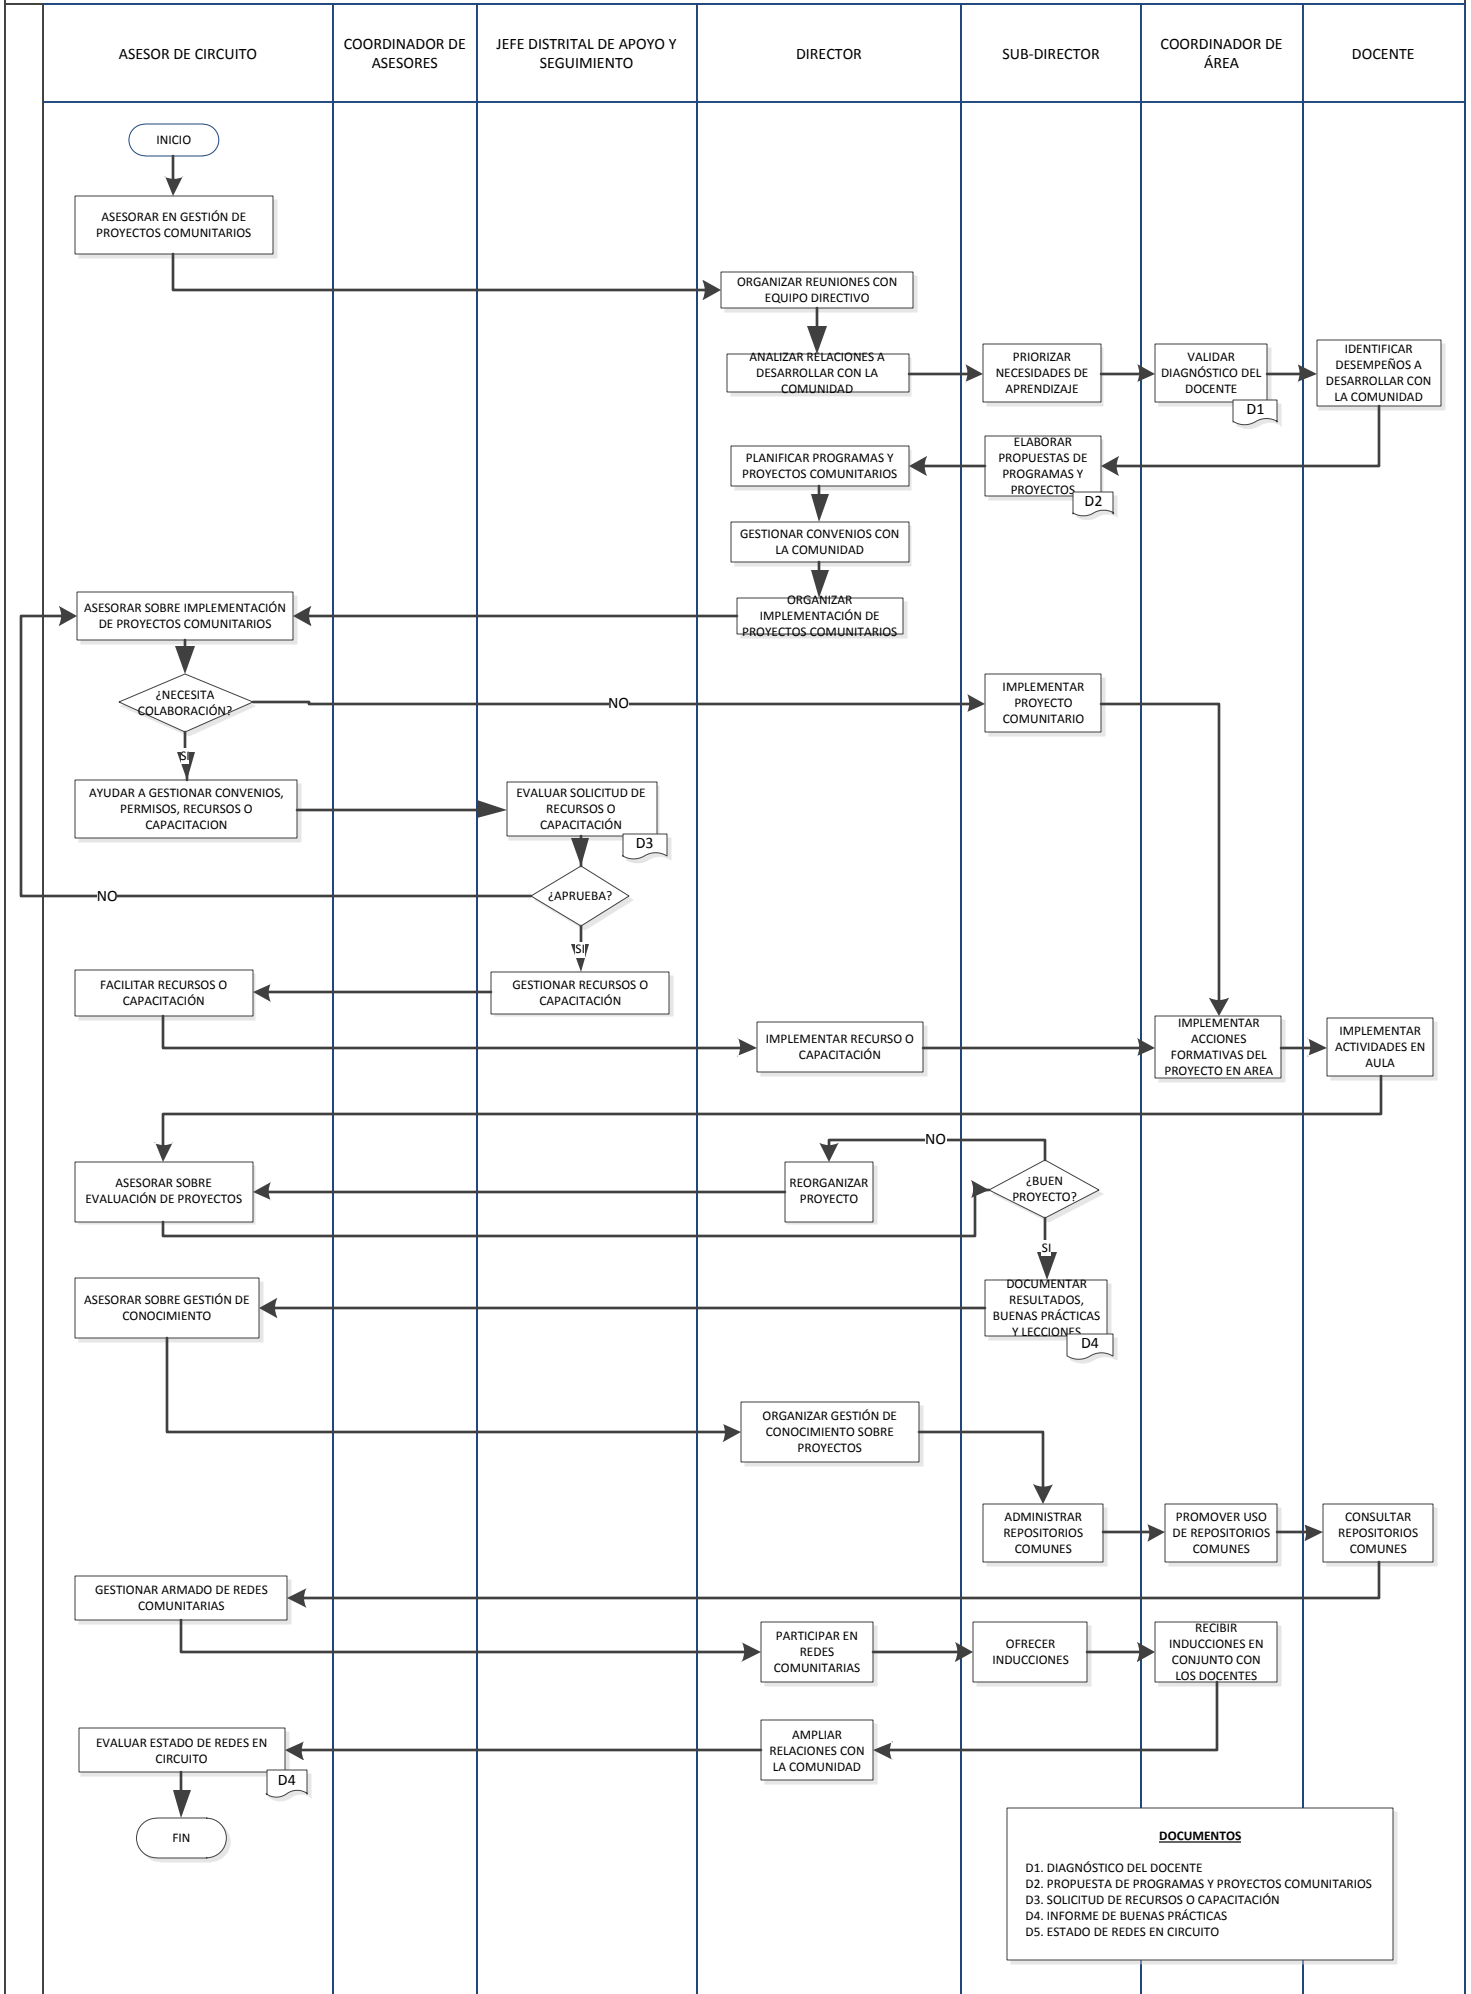 ASESOR DE CIRCUITO
COORDINADOR DE
ASESORES
JEFE DISTRITAL DE APOYO Y
SEGUIMIENTO
DIRECTOR
SUB-DIRECTOR
COORDINADOR DE
ÁREA
DOCENTE
INICIO
ASESORAR EN GESTIÓN DE
PROYECTOS COMUNITARIOS
ORGANIZAR REUNIONES CON
EQUIPO DIRECTIVO
ANALIZAR RELACIONES A
DESARROLLAR CON LA
COMUNIDAD
PRIORIZAR
NECESIDADES DE
APRENDIZAJE
VALIDAR
DIAGNÓSTICO DEL
DOCENTE
D1
IDENTIFICAR
DESEMPEÑOS A
DESARROLLAR CON
LA COMUNIDAD
ELABORAR
PROPUESTAS DE
PROGRAMAS Y
PROYECTOS
D2
PLANIFICAR PROGRAMAS Y
PROYECTOS COMUNITARIOS
GESTIONAR CONVENIOS CON
LA COMUNIDAD
ORGANIZAR
IMPLEMENTACIÓN DE
PROYECTOS COMUNITARIOS
ASESORAR SOBRE IMPLEMENTACIÓN
DE PROYECTOS COMUNITARIOS
¿NECESITA
COLABORACIÓN?
NO
IMPLEMENTAR
PROYECTO
COMUNITARIO
SI
AYUDAR A GESTIONAR CONVENIOS,
PERMISOS, RECURSOS O
CAPACITACION
EVALUAR SOLICITUD DE
RECURSOS O
CAPACITACIÓN
D3
¿APRUEBA?
NO
SI
GESTIONAR RECURSOS O
CAPACITACIÓN
FACILITAR RECURSOS O
CAPACITACIÓN
IMPLEMENTAR RECURSO O
CAPACITACIÓN
IMPLEMENTAR
ACCIONES
FORMATIVAS DEL
PROYECTO EN AREA
IMPLEMENTAR
ACTIVIDADES EN
AULA
ASESORAR SOBRE
EVALUACIÓN DE PROYECTOS
REORGANIZAR
PROYECTO
NO
¿BUEN
PROYECTO?
SI
DOCUMENTAR
RESULTADOS,
BUENAS PRÁCTICAS
Y LECCIONES
D4
ASESORAR SOBRE GESTIÓN DE
CONOCIMIENTO
ORGANIZAR GESTIÓN DE
CONOCIMIENTO SOBRE
PROYECTOS
ADMINISTRAR
REPOSITORIOS
COMUNES
PROMOVER USO
DE REPOSITORIOS
COMUNES
CONSULTAR
REPOSITORIOS
COMUNES
GESTIONAR ARMADO DE REDES
COMUNITARIAS
PARTICIPAR EN
REDES
COMUNITARIAS
OFRECER
INDUCCIONES
RECIBIR
INDUCCIONES EN
CONJUNTO CON
LOS DOCENTES
AMPLIAR
RELACIONES CON
LA COMUNIDAD
EVALUAR ESTADO DE REDES EN
CIRCUITO
D4
FIN
DOCUMENTOS
D1. DIAGNÓSTICO DEL DOCENTE
D2. PROPUESTA DE PROGRAMAS Y PROYECTOS COMUNITARIOS
D3. SOLICITUD DE RECURSOS O CAPACITACIÓN
D4. INFORME DE BUENAS PRÁCTICAS
D5. ESTADO DE REDES EN CIRCUITO